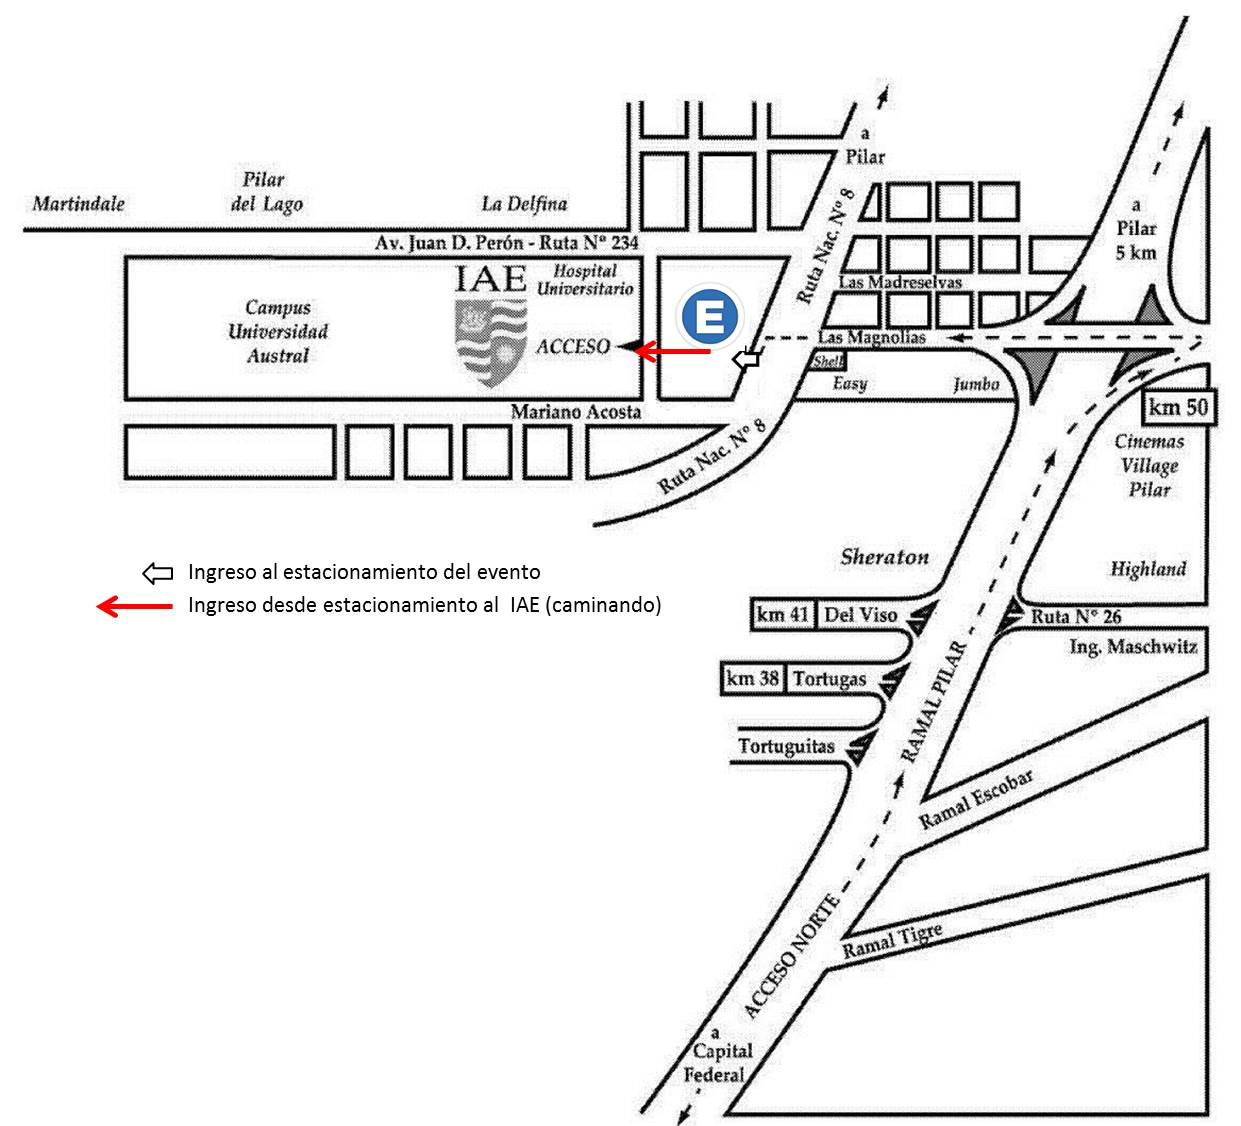 a
Pilar
Martindale
Pilar
del Lago
La Delfina
Av. Juan D. Perón - Ruta Nº 234
Ruta Nac. Nº 8
a
Pilar
5 km
IAE
Hospital
Universitario
Campus
Universidad
Austral
ACCESO
E
Las Madreselvas
Las Magnolias
Shell
Easy
Jumbo
km 50
Mariano Acosta
Ruta Nac. Nº 8
Cinemas
Village
Pilar
Sheraton
Highland
Ingreso al estacionamiento del evento
Ingreso desde estacionamiento al IAE (caminando)
km 41 Del Viso
Ruta Nº 26
Ing. Maschwitz
km 38 Tortugas
Tortuguitas
RAMAL PILAR
Ramal Escobar
ACCESO NORTE
Ramal Tigre
a
Capital
Federal